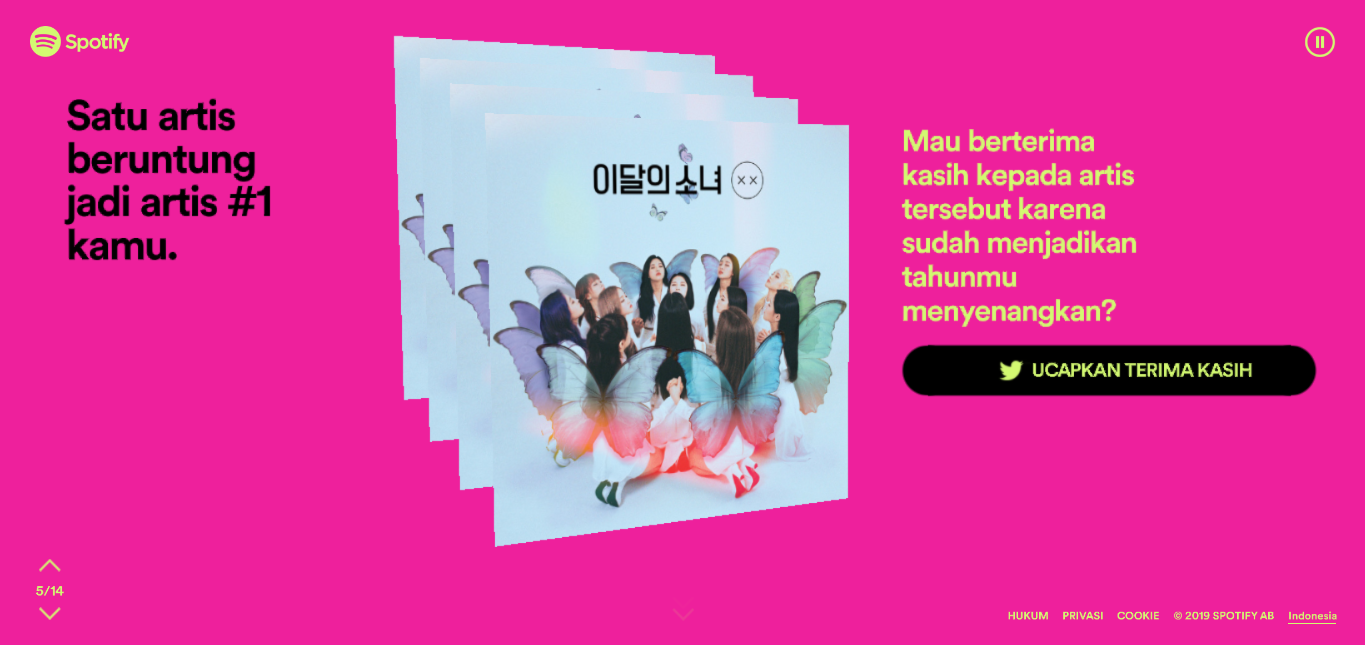 Spotify
Satu artis
beruntung
jadi artis #1
kamu.
이달의 소녀
XX
Mau berterima
kasih kepada artis
tersebut karena
sudah menjadikan
tahunmu
menyenangkan?
UCAPKAN TERIMA KASIH
5/14
HUKUM PRIVASI COOKIE © 2019 SPOTIFY AB Indonesia